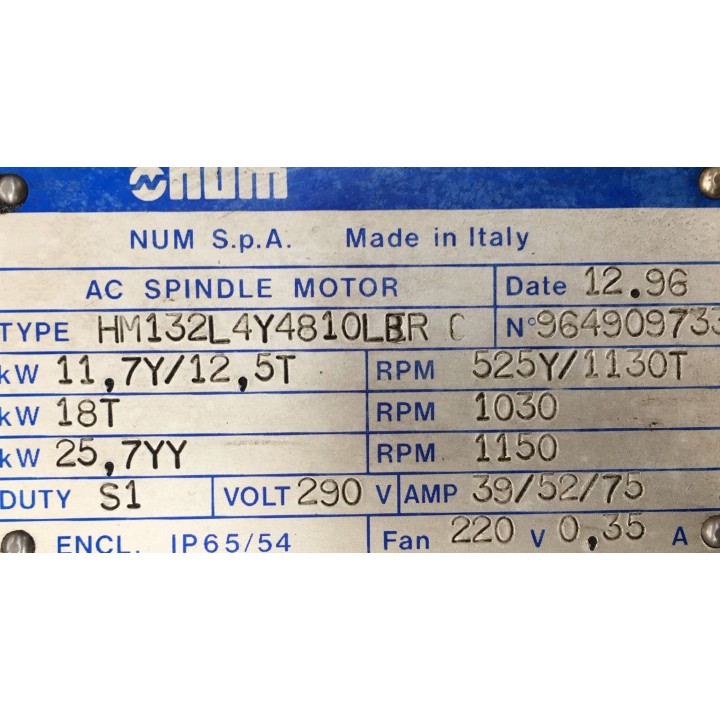 num
NUM S.p.A. Made in Italy
AC SPINDLE MOTOR Date 12.96
TYPE HM132L4Y4810LBR C N° 964909733
kW 11,7Y/12,5T RPM 525Y/1130T
kW 18T RPM 1030
kW 25,7YY RPM 1150
DUTY S1 VOLT 290 V AMP 39/52/75
ENCL. IP65/54 Fan 220 V 0,35 A